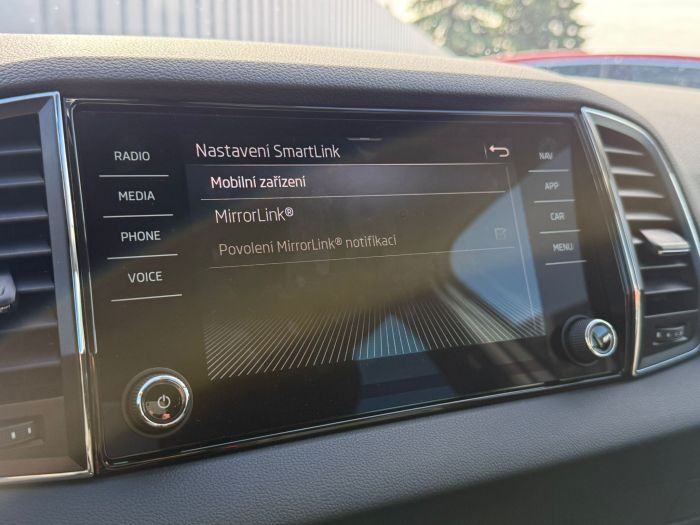 RADIO
MEDIA
PHONE
VOICE
Nastavení SmartLink
Mobilní zařízení
MirrorLink®
Povolení MirrorLink® notifikací
NAV
APP
CAR
MENU